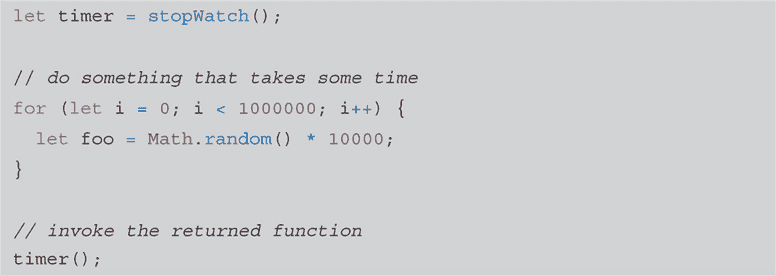 let timer = stopWatch();
// do something that takes some time
for (let i = 0; i < 1000000; i++) {
  let foo = Math.random() * 10000;
}
// invoke the returned function
timer();